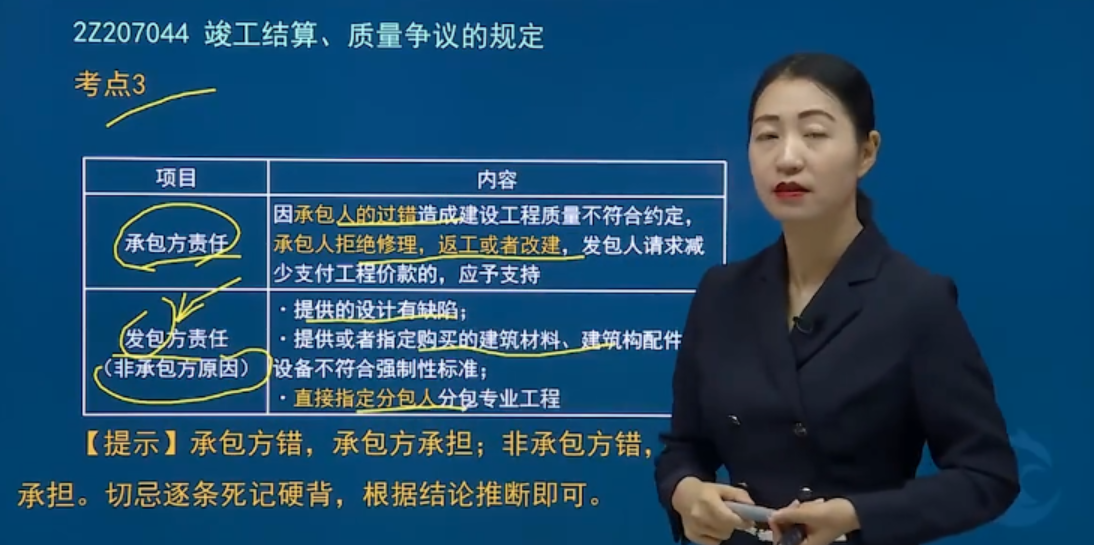 2Z207044 竣工结算、质量争议的规定
考点3
项目 内容
承包方责任
因承包人的过错造成建设工程质量不符合约定，
承包人拒绝修理，返工或者改建，发包人请求减
少支付工程价款的，应予支持
发包方责任
（非承包方原因）
·提供的设计有缺陷；
·提供或者指定购买的建筑材料、建筑构配件
设备不符合强制性标准；
·直接指定分包人分包专业工程
【提示】承包方错，承包方承担；非承包方错，
承担。切忌逐条死记硬背，根据结论推断即可。